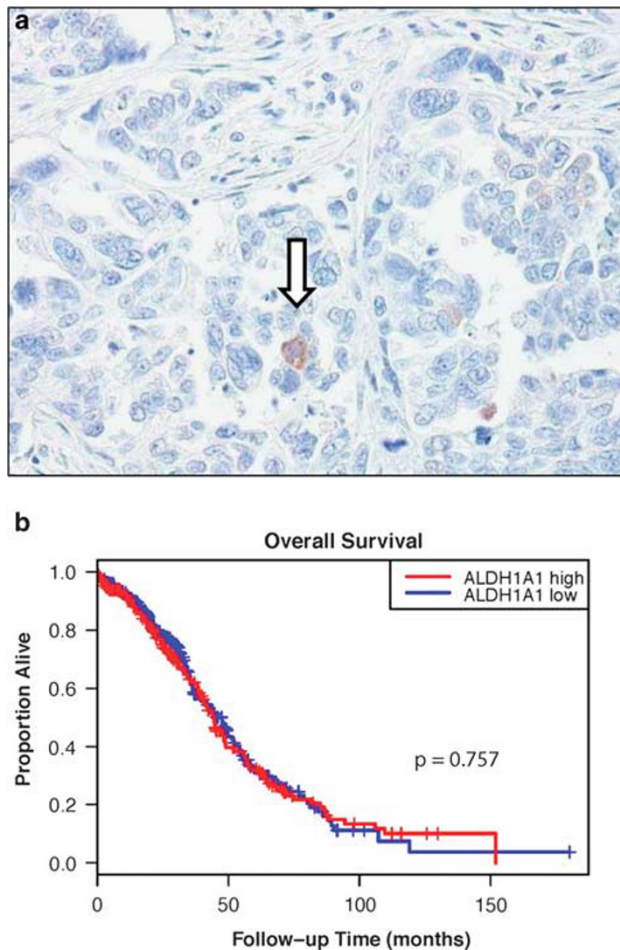 a
b
Overall Survival
ALDH1A1 high
ALDH1A1 low
1.0
0.8
0.6
0.4
0.2
0.0
Proportion Alive
p = 0.757
0 50 100 150
Follow-up Time (months)